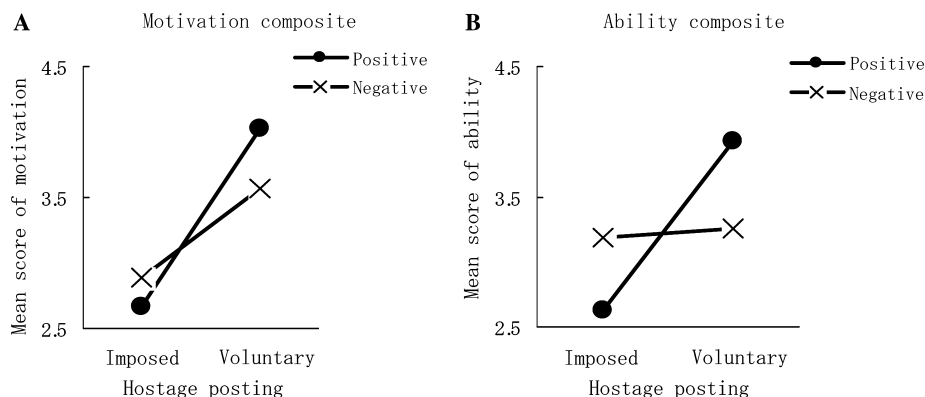 A
Motivation composite
Positive
Negative
4.5
3.5
2.5
Mean score of motivation
Imposed
Voluntary
Hostage posting
B
Ability composite
Positive
Negative
4.5
3.5
2.5
Mean score of ability
Imposed
Voluntary
Hostage posting